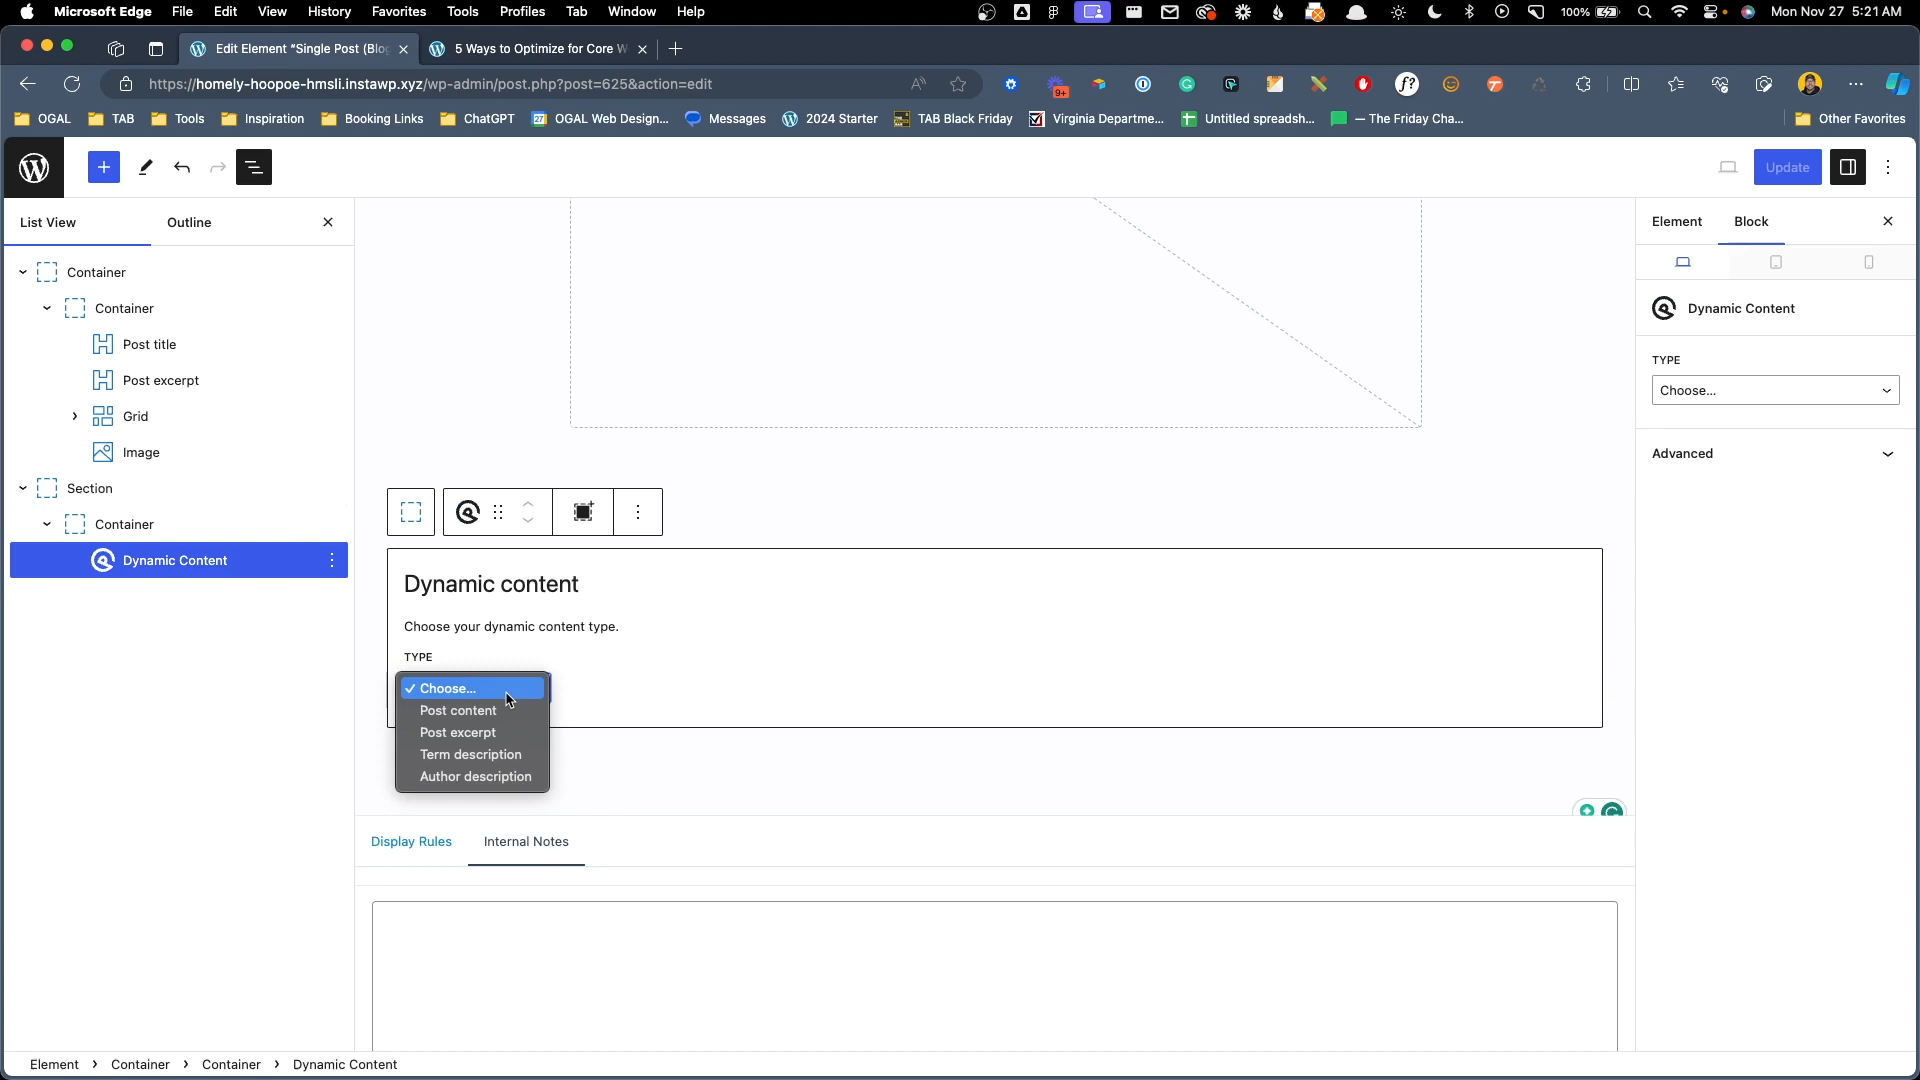 Microsoft Edge File Edit View History Favorites Tools Profiles Tab Window Help 100% Mon Nov 27 5:21 AM
Edit Element "Single Post (Blog 5 Ways to Optimize for Core W
https://homely-hoopoe-hmsli.instawp.xyz/wp-admin/post.php?post=625&action=edit 9+
OGAL TAB Tools Inspiration Booking Links ChatGPT 27 OGAL Web Design... Messages 2024 Starter TAB Black Friday Virginia Departme... Untitled spreadsh... — The Friday Cha... Other Favorites
Update
List View Outline
Element Block
Container
Container
Post title
Post excerpt
Grid
Image
Section
Container
Dynamic Content
Dynamic content
Choose your dynamic content type.
TYPE
✓ Choose...
Post content
Post excerpt
Term description
Author description
Dynamic Content
TYPE
Choose...
Advanced
Display Rules Internal Notes
Element > Container > Container > Dynamic Content